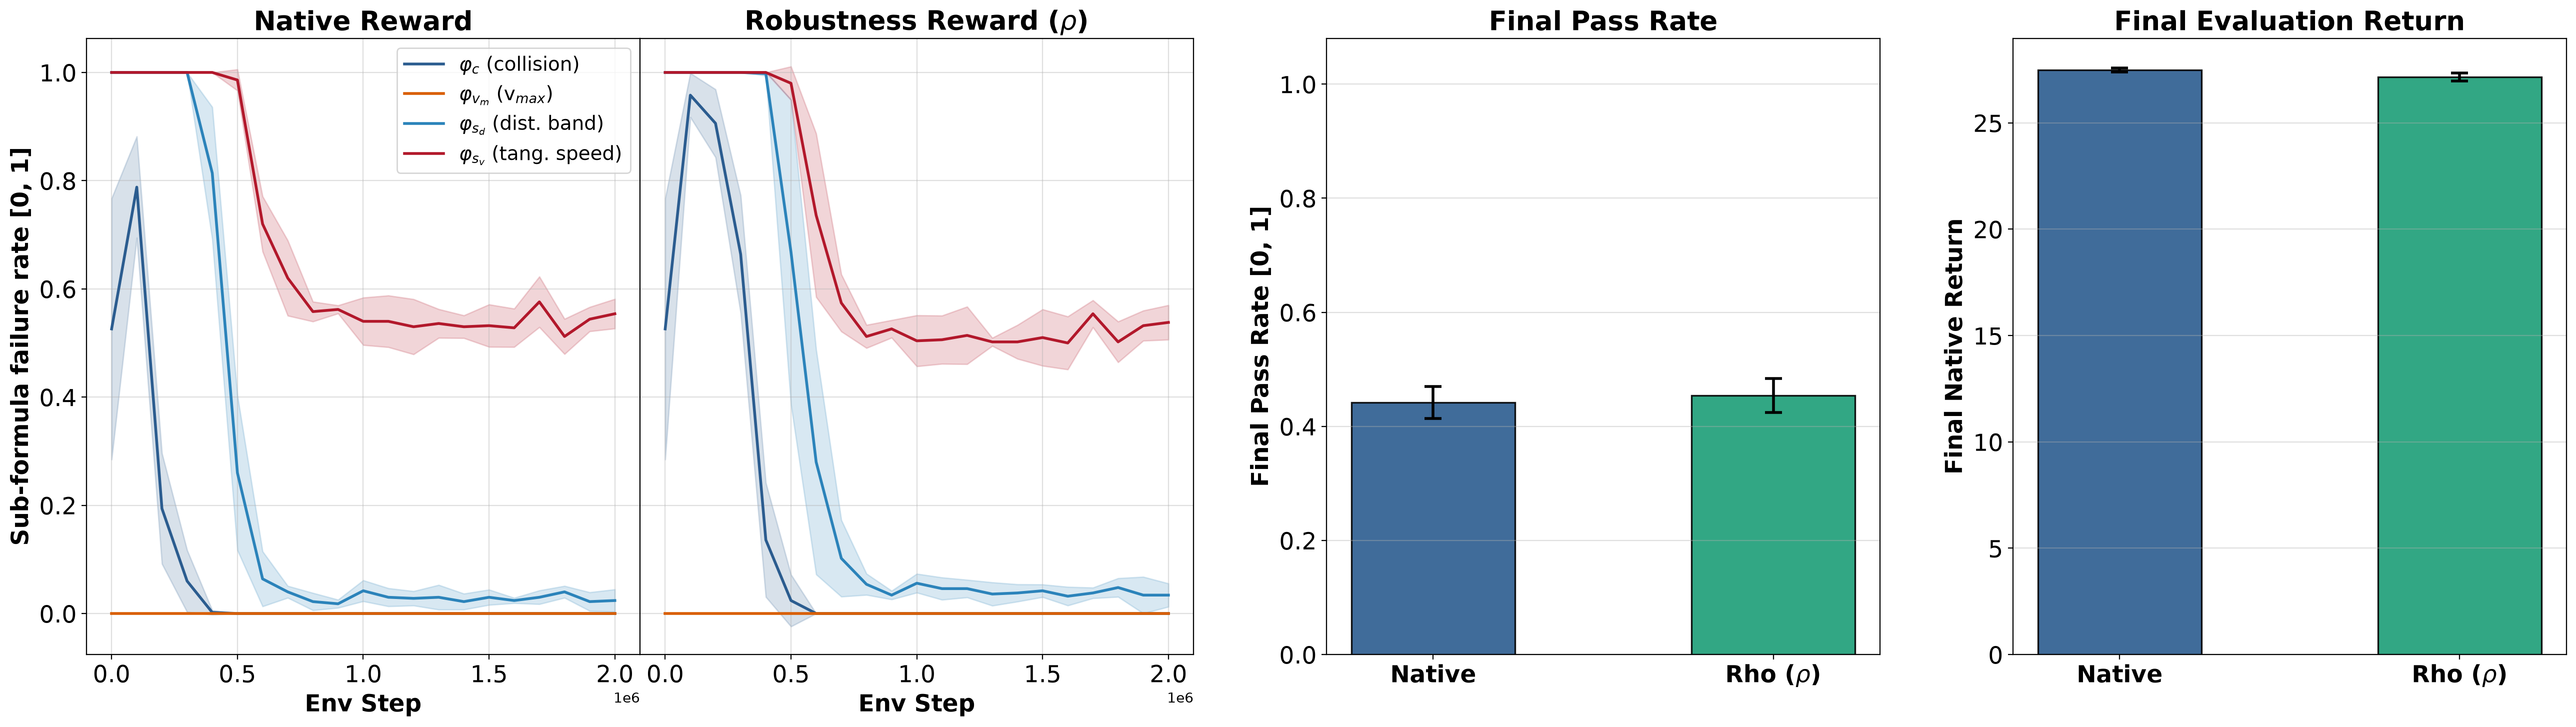 Native Reward
Sub-formula failure rate [0, 1]
1.0
0.8
0.6
0.4
0.2
0.0
φc (collision)
φvm (vmax)
φsd (dist. band)
φsv (tang. speed)
0.0 0.5 1.0 1.5 2.0
1e6
Env Step
Robustness Reward (ρ)
0.0 0.5 1.0 1.5 2.0
1e6
Env Step
Final Pass Rate
Final Pass Rate [0, 1]
1.0
0.8
0.6
0.4
0.2
0.0
Native Rho (ρ)
Final Evaluation Return
Final Native Return
25
20
15
10
5
0
Native Rho (ρ)